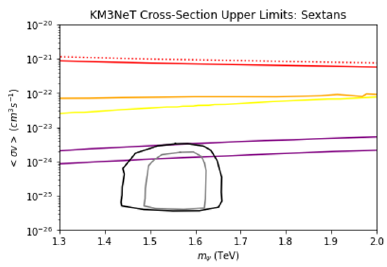 KM3NeT Cross-Section Upper Limits: Sextans
10⁻²⁰
10⁻²¹
10⁻²²
10⁻²³
10⁻²⁴
10⁻²⁵
10⁻²⁶
< σv > (cm³s⁻¹)
1.3 1.4 1.5 1.6 1.7 1.8 1.9 2.0
mψ (TeV)